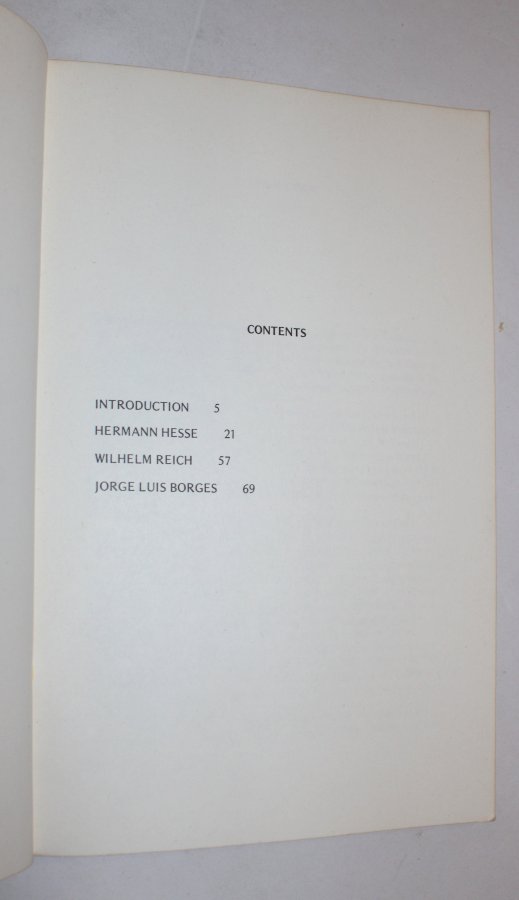 CONTENTS
INTRODUCTION 5
HERMANN HESSE 21
WILHELM REICH 57
JORGE LUIS BORGES 69